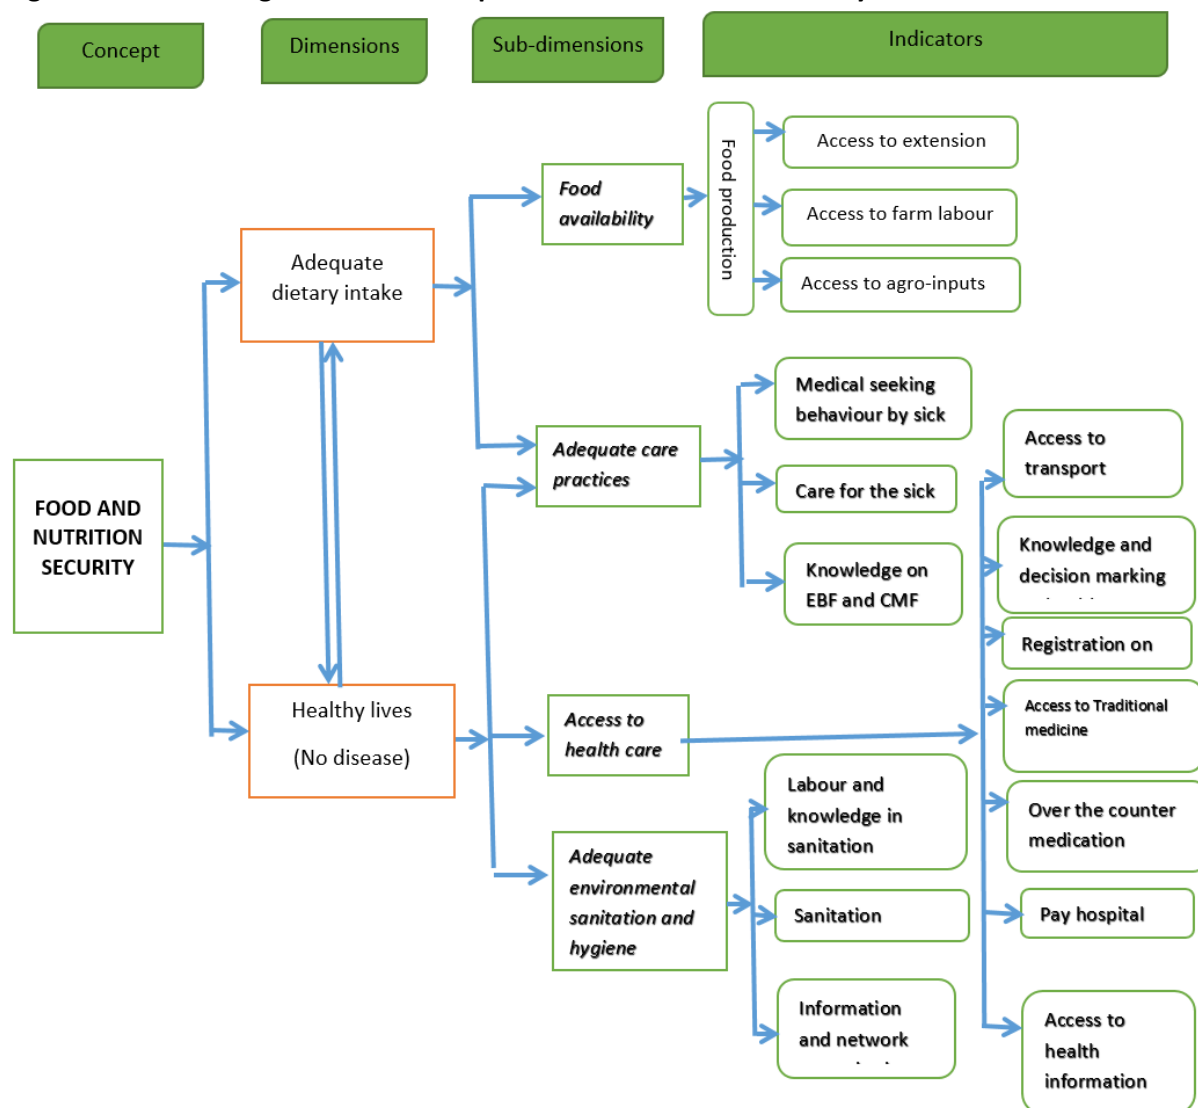 Concept
Dimensions
Sub-dimensions
Indicators
Food
availability
Food production
Access to extension
Access to farm labour
Access to agro-inputs
Adequate
dietary intake
Medical seeking
behaviour by sick
Adequate care
practices
Care for the sick
Knowledge on
EBF and CMF
FOOD AND
NUTRITION
SECURITY
Access to
transport
Knowledge and
decision marking
Registration on
Access to Traditional
medicine
Over the counter
medication
Pay hospital
Access to
health
information
Healthy lives
(No disease)
Access to
health care
Adequate
environmental
sanitation and
hygiene
Labour and
knowledge in
sanitation
Sanitation
Information
and network